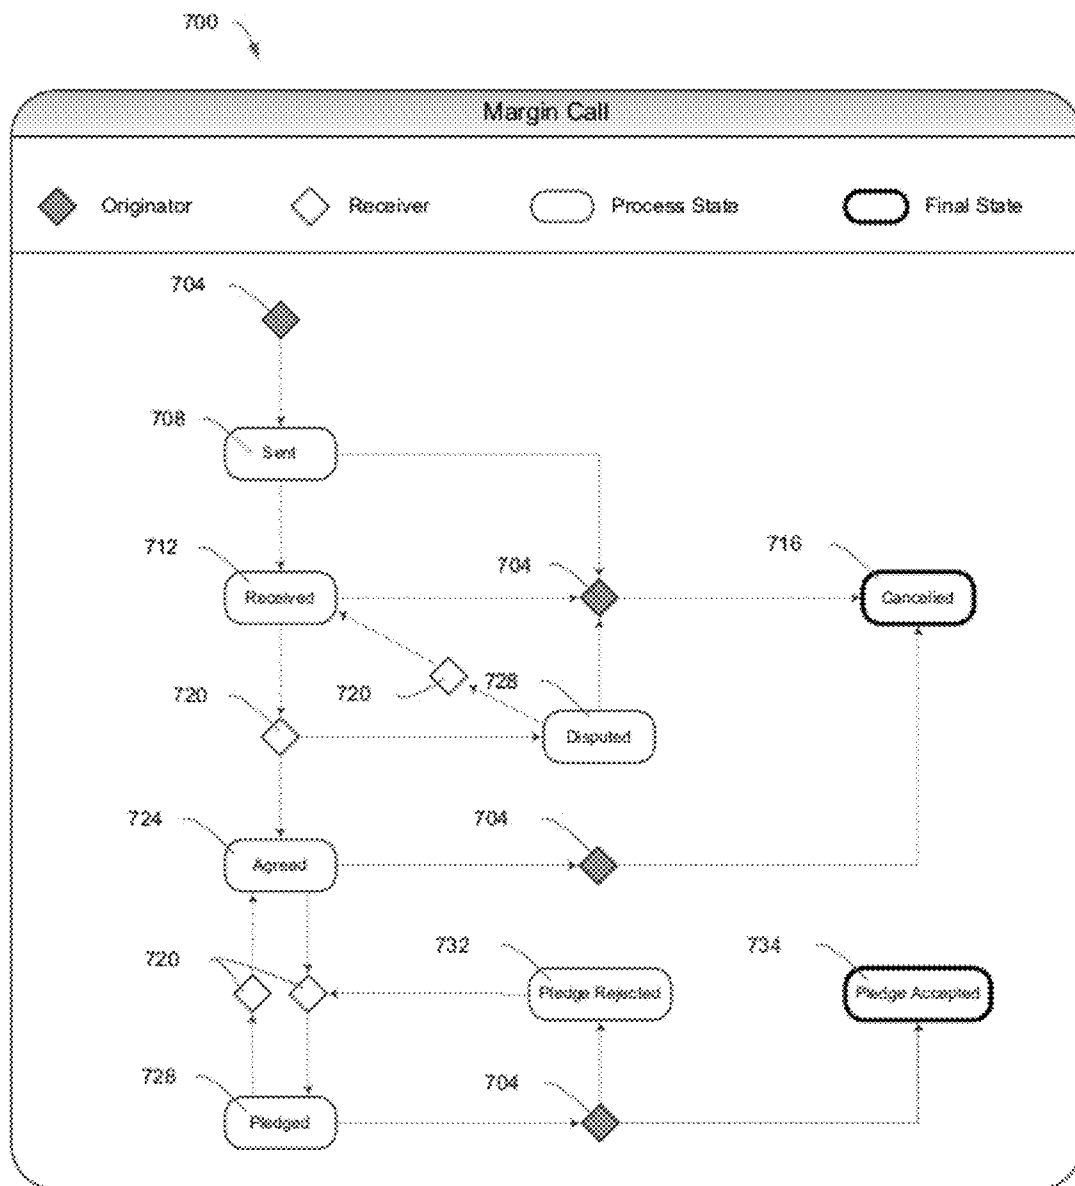 700
Margin Call
Originator Receiver Process State Final State
704
708
Sent
712
704
716
Received
Cancelled
720
720
728
Disputed
724
704
Agreed
720
732
734
Pledge Rejected
Pledge Accepted
728
704
Pledged